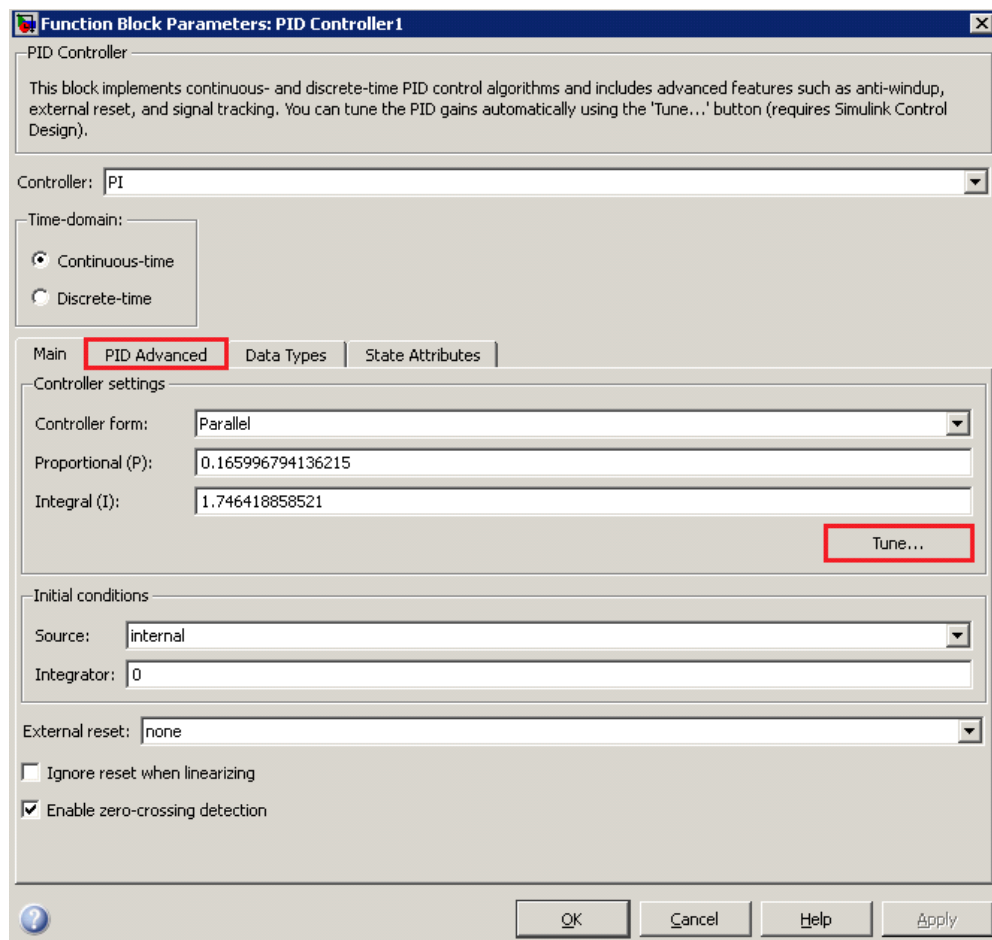 Function Block Parameters: PID Controller1
PID Controller
This block implements continuous- and discrete-time PID control algorithms and includes advanced features such as anti-windup,
external reset, and signal tracking. You can tune the PID gains automatically using the 'Tune...' button (requires Simulink Control
Design).
Controller: PI
Time-domain:
Continuous-time
Discrete-time
Main PID Advanced Data Types State Attributes
Controller settings
Controller form: Parallel
Proportional (P): 0.165996794136215
Integral (I): 1.746418858521
Tune...
Initial conditions
Source: internal
Integrator: 0
External reset: none
Ignore reset when linearizing
Enable zero-crossing detection
? OK Cancel Help Apply